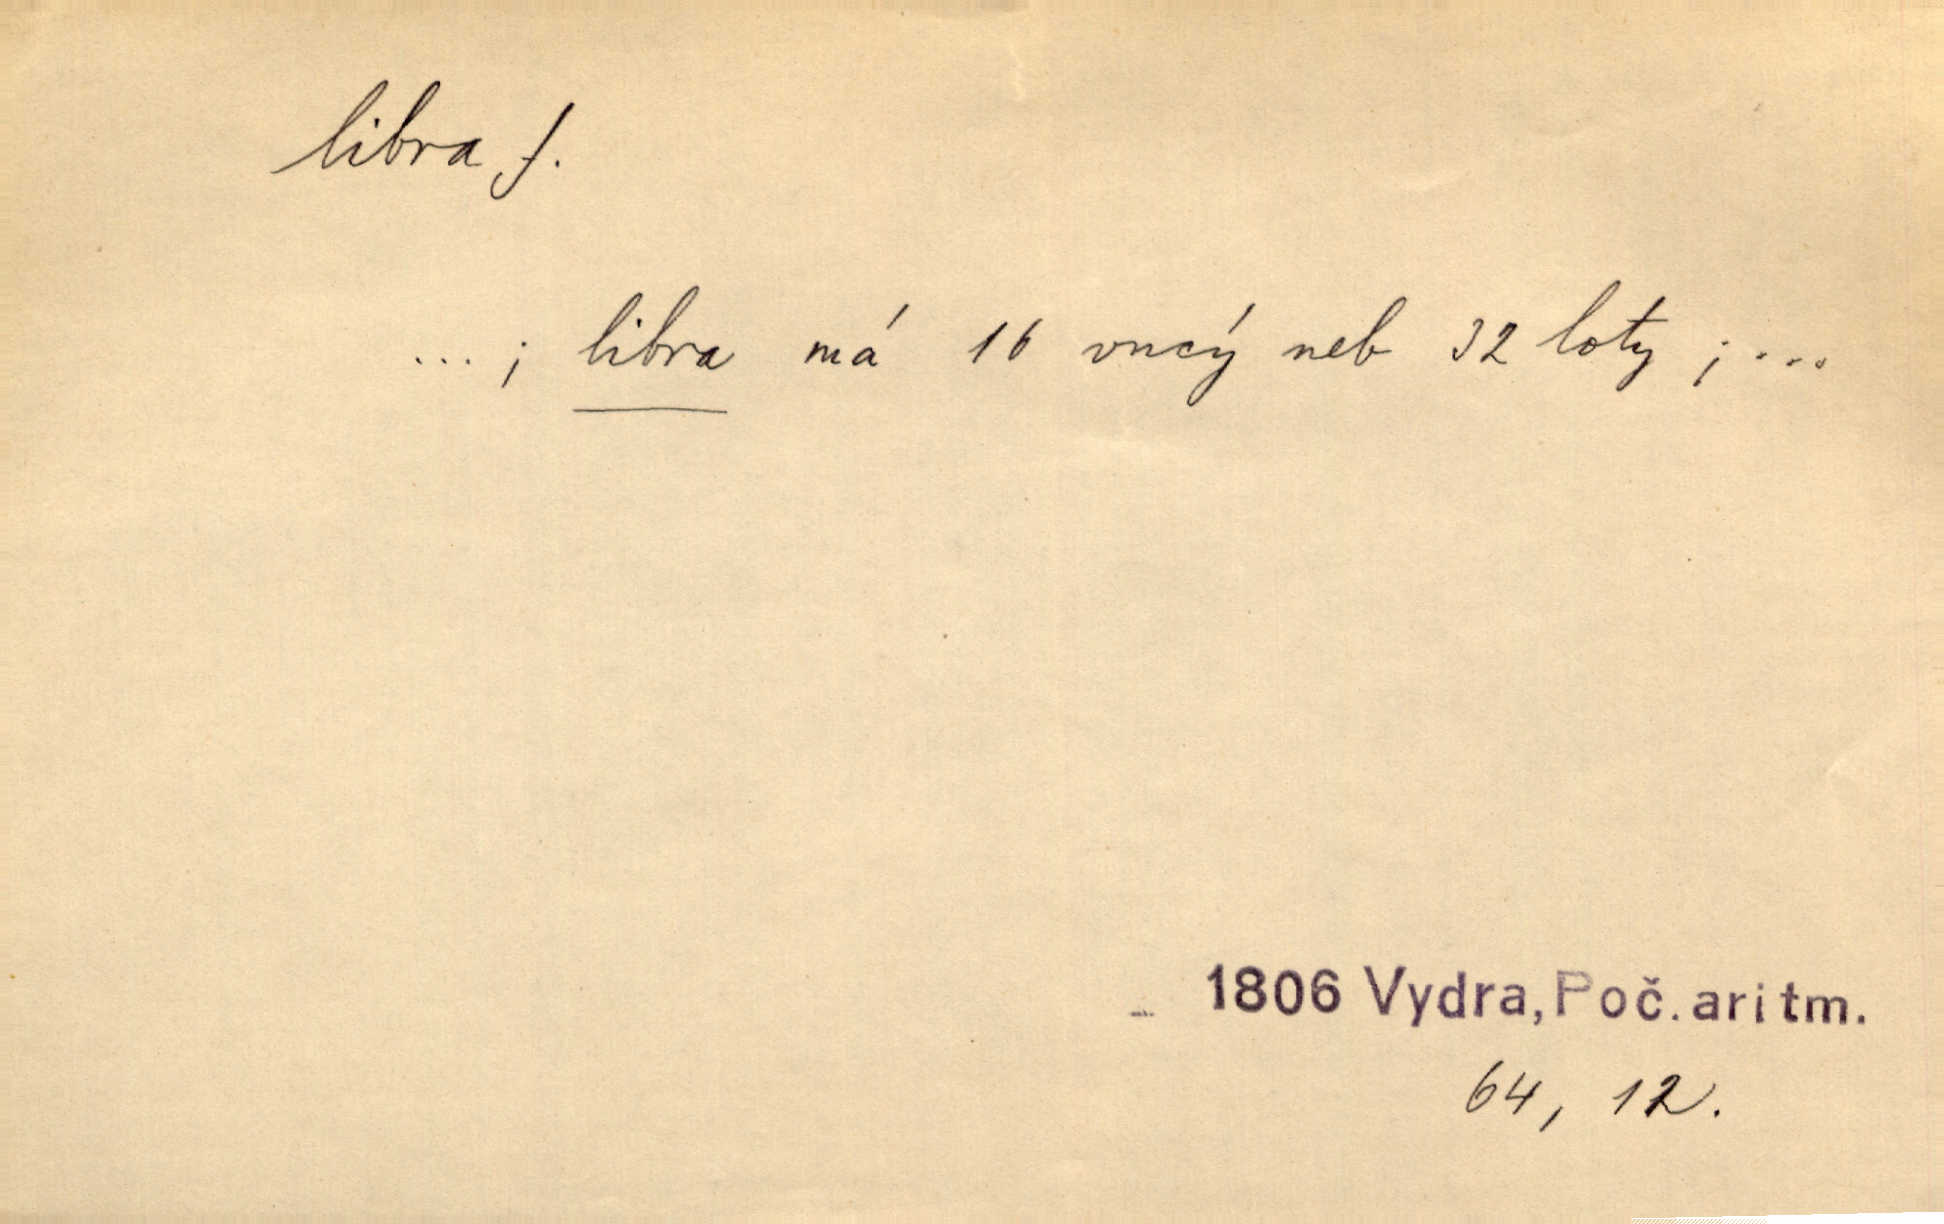 libra f.
...; libra má 16 vncý neb 32 loty ; ...
1806 Vydra, Poč. aritm.
64, 12.